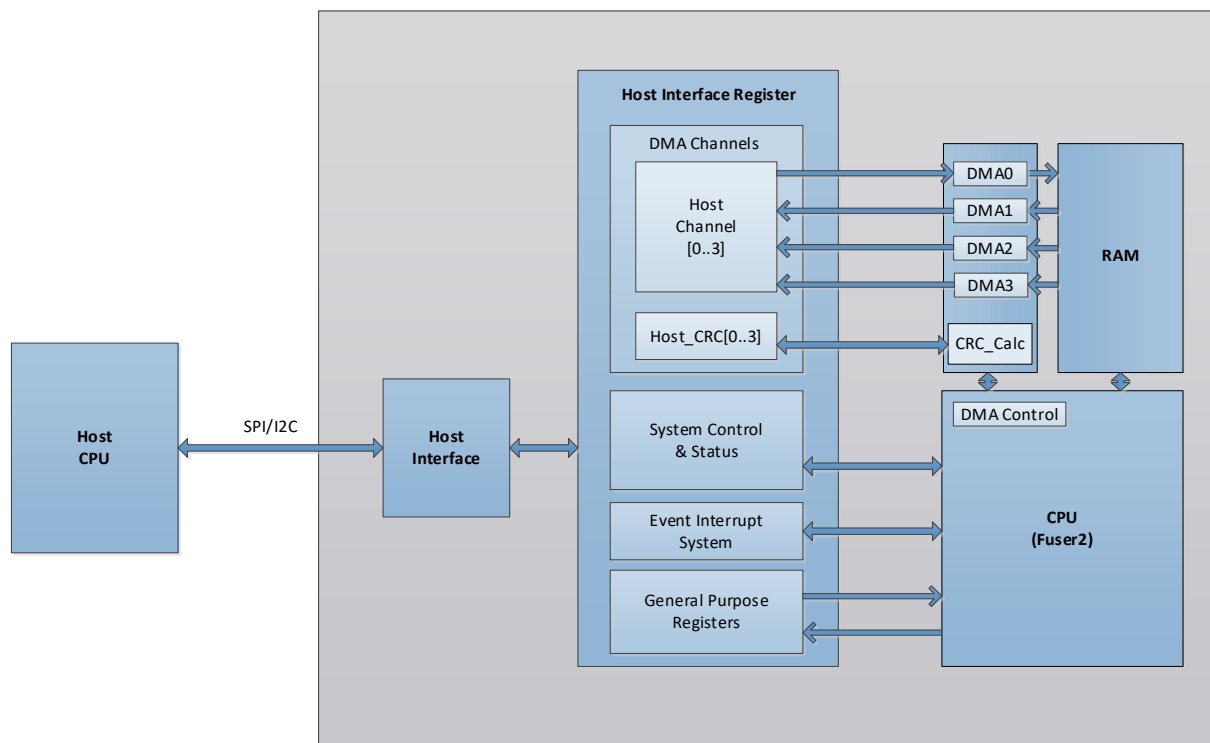 Host Interface Register
DMA Channels
Host
Channel
[0..3]
Host_CRC[0..3]
DMA0
DMA1
DMA2
DMA3
CRC_Calc
RAM
Host
CPU
SPI/I2C
Host
Interface
System Control
& Status
Event Interrupt
System
General Purpose
Registers
DMA Control
CPU
(Fuser2)